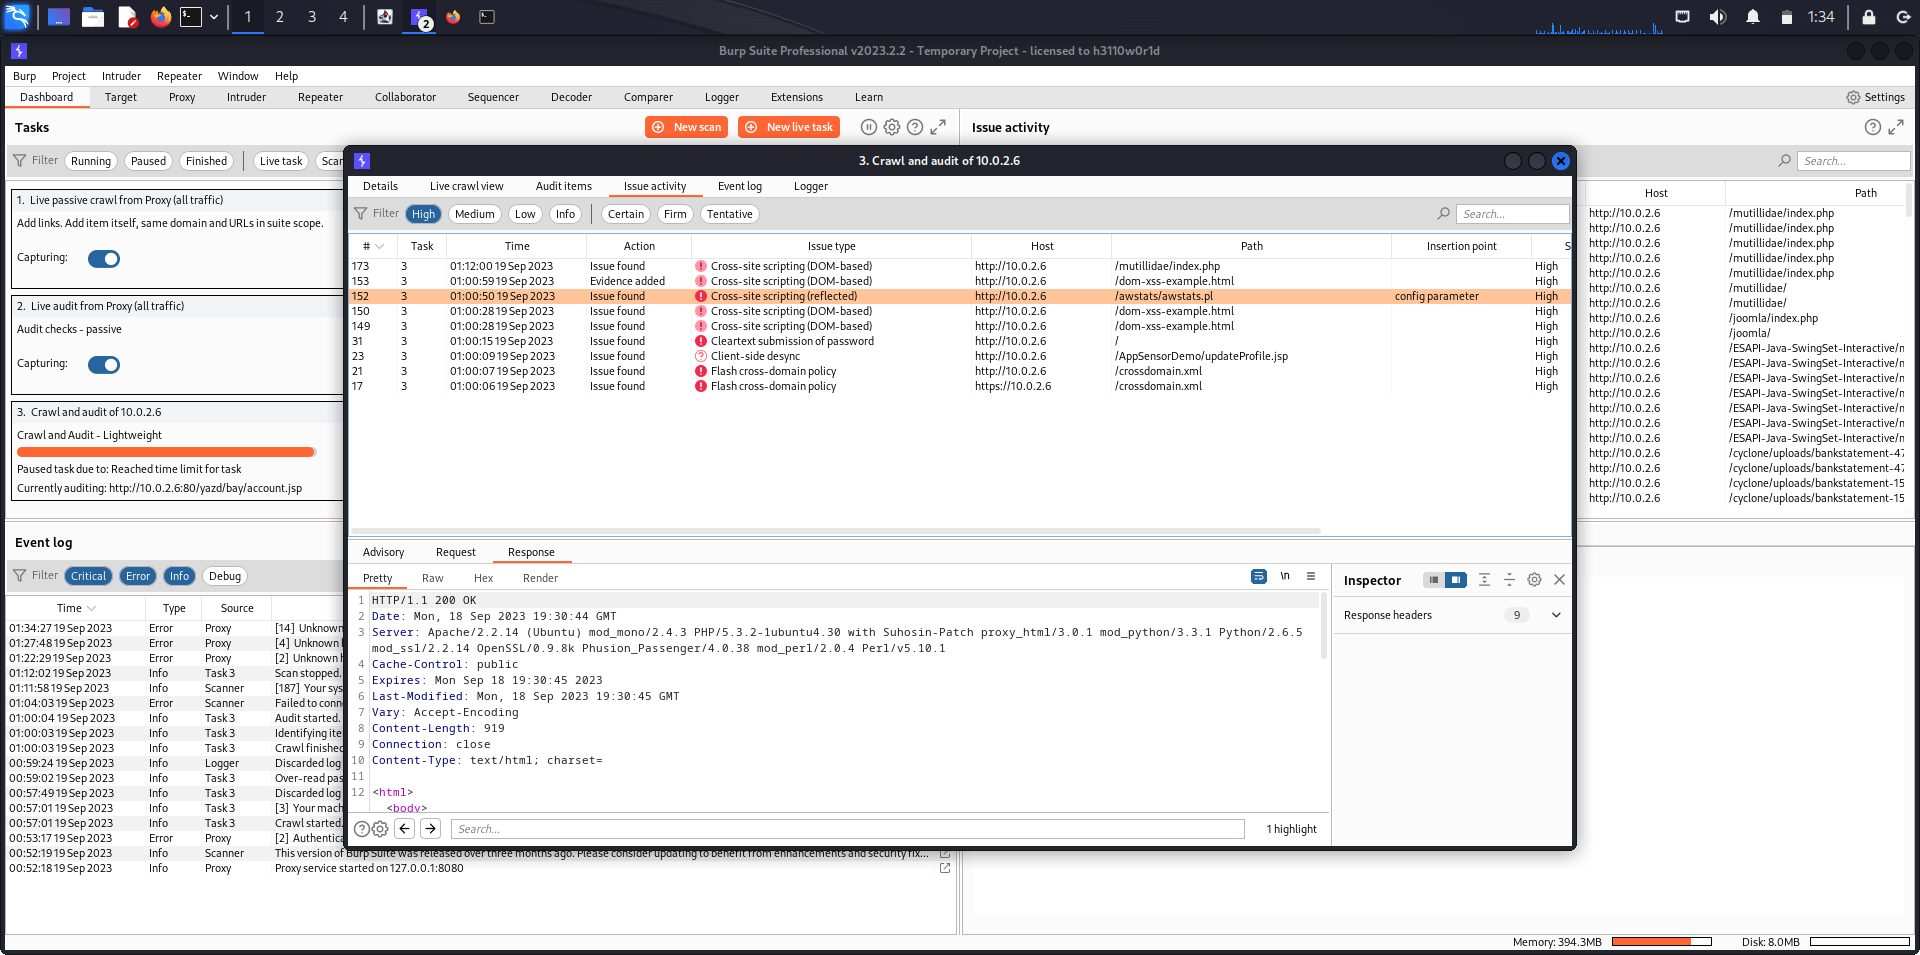 1 2 3 4 2 1:34
Burp Suite Professional v2023.2.2 - Temporary Project - licensed to h3110w0r1d
Burp Project Intruder Repeater Window Help
Dashboard Target Proxy Intruder Repeater Collaborator Sequencer Decoder Comparer Logger Extensions Learn Settings
Tasks New scan New live task
Filter Running Paused Finished Live task Scan
1. Live passive crawl from Proxy (all traffic)
Add links. Add item itself, same domain and URLs in suite scope.
Capturing:
2. Live audit from Proxy (all traffic)
Audit checks - passive
Capturing:
3. Crawl and audit of 10.0.2.6
Crawl and Audit - Lightweight
Paused task due to: Reached time limit for task
Currently auditing: http://10.0.2.6:80/yazd/bay/account.jsp
Event log
Filter Critical Error Info Debug
Time Type Source
01:34:27 19 Sep 2023 Error Proxy [14] Unknown
01:27:48 19 Sep 2023 Error Proxy [4] Unknown
01:22:29 19 Sep 2023 Error Proxy [2] Unknown
01:12:02 19 Sep 2023 Info Task 3 Scan stopped.
01:11:58 19 Sep 2023 Info Scanner [187] Your sys
01:04:03 19 Sep 2023 Error Scanner Failed to conn
01:00:04 19 Sep 2023 Info Task 3 Audit started.
01:00:03 19 Sep 2023 Info Task 3 Identifying ite
01:00:03 19 Sep 2023 Info Task 3 Crawl finished
00:59:24 19 Sep 2023 Info Logger Discarded log
00:59:02 19 Sep 2023 Info Task 3 Over-read pas
00:57:49 19 Sep 2023 Info Task 3 Discarded log
00:57:01 19 Sep 2023 Info Task 3 [3] Your mach
00:57:01 19 Sep 2023 Info Task 3 Crawl started.
00:53:17 19 Sep 2023 Error Proxy [2] Authentica
00:52:19 19 Sep 2023 Info Scanner This version of Burp Suite was released over three months ago. Please consider updating to benefit from enhancements and security fix...
00:52:18 19 Sep 2023 Info Proxy Proxy service started on 127.0.0.1:8080
3. Crawl and audit of 10.0.2.6
Details Live crawl view Audit items Issue activity Event log Logger
Filter High Medium Low Info Certain Firm Tentative Search...
# Task Time Action Issue type Host Path Insertion point S
173 3 01:12:00 19 Sep 2023 Issue found Cross-site scripting (DOM-based) http://10.0.2.6 /mutillidae/index.php High
153 3 01:00:59 19 Sep 2023 Evidence added Cross-site scripting (DOM-based) http://10.0.2.6 /dom-xss-example.html High
152 3 01:00:50 19 Sep 2023 Issue found Cross-site scripting (reflected) http://10.0.2.6 /awstats/awstats.pl config parameter High
150 3 01:00:28 19 Sep 2023 Issue found Cross-site scripting (DOM-based) http://10.0.2.6 /dom-xss-example.html High
149 3 01:00:28 19 Sep 2023 Issue found Cross-site scripting (DOM-based) http://10.0.2.6 /dom-xss-example.html High
31 3 01:00:15 19 Sep 2023 Issue found Cleartext submission of password http://10.0.2.6 / High
23 3 01:00:09 19 Sep 2023 Issue found Client-side desync http://10.0.2.6 /AppSensorDemo/updateProfile.jsp High
21 3 01:00:07 19 Sep 2023 Issue found Flash cross-domain policy http://10.0.2.6 /crossdomain.xml High
17 3 01:00:06 19 Sep 2023 Issue found Flash cross-domain policy https://10.0.2.6 /crossdomain.xml High
Advisory Request Response
Pretty Raw Hex Render \n
1 HTTP/1.1 200 OK
2 Date: Mon, 18 Sep 2023 19:30:44 GMT
3 Server: Apache/2.2.14 (Ubuntu) mod_mono/2.4.3 PHP/5.3.2-1ubuntu4.30 with Suhosin-Patch proxy_html/3.0.1 mod_python/3.3.1 Python/2.6.5
mod_ssl/2.2.14 OpenSSL/0.9.8k Phusion_Passenger/4.0.38 mod_perl/2.0.4 Perl/v5.10.1
4 Cache-Control: public
5 Expires: Mon Sep 18 19:30:45 2023
6 Last-Modified: Mon, 18 Sep 2023 19:30:45 GMT
7 Vary: Accept-Encoding
8 Content-Length: 919
9 Connection: close
10 Content-Type: text/html; charset=
11
12 <html>
<body>
Search... 1 highlight
Inspector
Response headers 9
Issue activity
Search...
Host Path
http://10.0.2.6 /mutillidae/index.php
http://10.0.2.6 /mutillidae/index.php
http://10.0.2.6 /mutillidae/index.php
http://10.0.2.6 /mutillidae/index.php
http://10.0.2.6 /mutillidae/index.php
http://10.0.2.6 /mutillidae/
http://10.0.2.6 /mutillidae/
http://10.0.2.6 /joomla/index.php
http://10.0.2.6 /joomla/
http://10.0.2.6 /ESAPI-Java-SwingSet-Interactive/n
http://10.0.2.6 /ESAPI-Java-SwingSet-Interactive/n
http://10.0.2.6 /ESAPI-Java-SwingSet-Interactive/n
http://10.0.2.6 /ESAPI-Java-SwingSet-Interactive/n
http://10.0.2.6 /ESAPI-Java-SwingSet-Interactive/n
http://10.0.2.6 /ESAPI-Java-SwingSet-Interactive/n
http://10.0.2.6 /ESAPI-Java-SwingSet-Interactive/n
http://10.0.2.6 /cyclone/uploads/bankstatement-47
http://10.0.2.6 /cyclone/uploads/bankstatement-47
http://10.0.2.6 /cyclone/uploads/bankstatement-15
http://10.0.2.6 /cyclone/uploads/bankstatement-15
Memory: 394.3MB Disk: 8.0MB